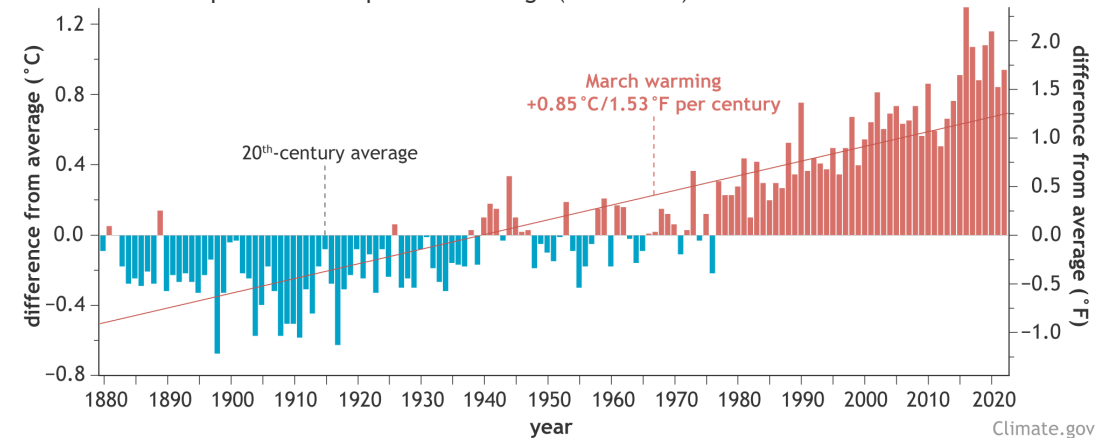 1.2
0.8
0.4
0.0
−0.4
−0.8
difference from average (˚C)
2.0
1.5
1.0
0.5
0.0
−0.5
−1.0
difference from average (˚F)
March warming
+0.85˚C/1.53˚F per century
20th-century average
1880 1890 1900 1910 1920 1930 1940 1950 1960 1970 1980 1990 2000 2010 2020
year
Climate.gov